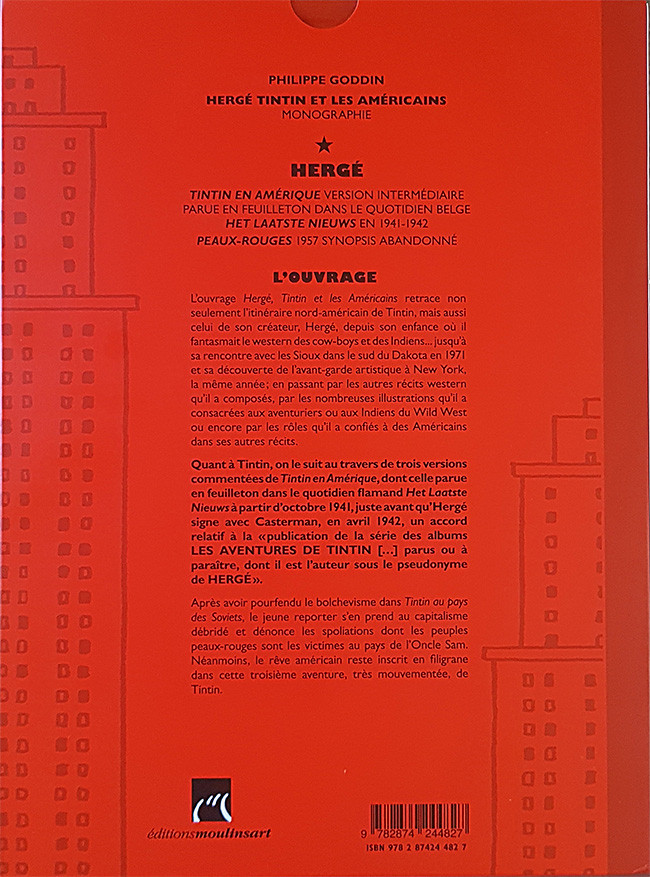 PHILIPPE GODDIN
HERGÉ TINTIN ET LES AMÉRICAINS
MONOGRAPHIE
HERGÉ
TINTIN EN AMÉRIQUE VERSION INTERMÉDIAIRE
PARUE EN FEUILLETON DANS LE QUOTIDIEN BELGE
HET LAATSTE NIEUWS EN 1941-1942
PEAUX-ROUGES 1957 SYNOPSIS ABANDONNÉ
L'OUVRAGE
L'ouvrage Hergé, Tintin et les Américains retrace non
seulement l'itinéraire nord-américain de Tintin, mais aussi
celui de son créateur, Hergé, depuis son enfance où il
fantasmait le western des cow-boys et des Indiens... jusqu'à
sa rencontre avec les Sioux dans le sud du Dakota en 1971
et sa découverte de l'avant-garde artistique à New York,
la même année ; en passant par les autres récits western
qu'il a composés, par les nombreuses illustrations qu'il a
consacrées aux aventuriers ou aux Indiens du Wild West
ou encore par les rôles qu'il a confiés à des Américains
dans ses autres récits.
Quant à Tintin, on le suit au travers de trois versions
commentées de Tintin en Amérique, dont celle parue
en feuilleton dans le quotidien flamand Het Laatste
Nieuws à partir d'octobre 1941, juste avant qu'Hergé
signe avec Casterman, en avril 1942, un accord
relatif à la «publication de la série des albums
LES AVENTURES DE TINTIN [...] parus ou à
paraître, dont il est l'auteur sous le pseudonyme
de HERGÉ».
Après avoir pourfendu le bolchevisme dans Tintin au pays
des Soviets, le jeune reporter s'en prend au capitalisme
débridé et dénonce les spoliations dont les peuples
peaux-rouges sont les victimes au pays de l'Oncle Sam.
Néanmoins, le rêve américain reste inscrit en filigrane
dans cette troisième aventure, très mouvementée, de
Tintin.
éditionsmoulinsart
9 782874 244827
ISBN 978 2 87424 482 7